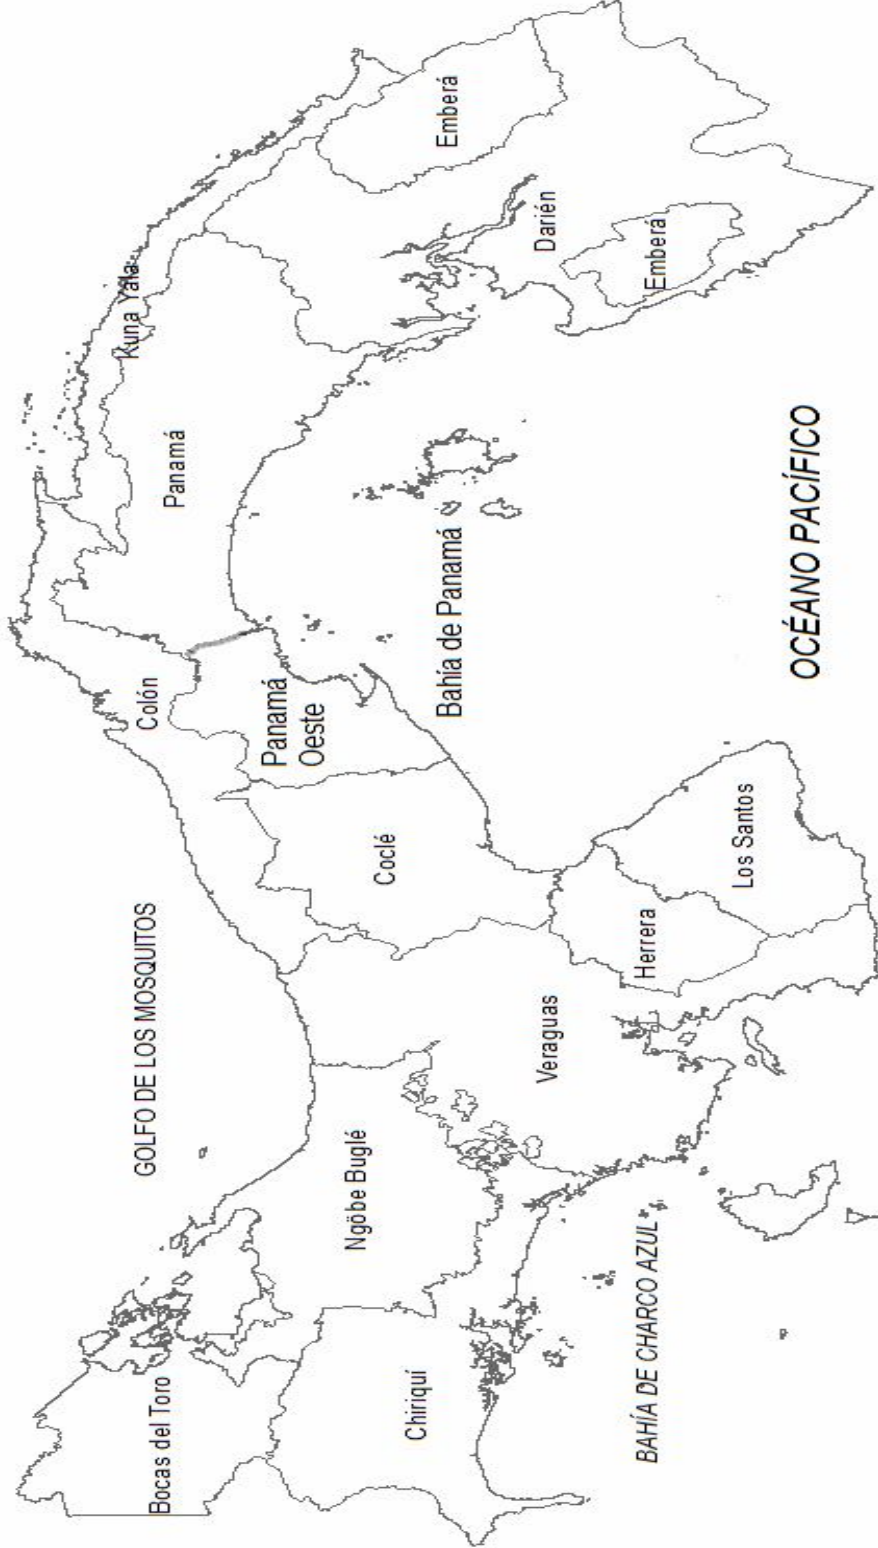 GOLFO DE LOS MOSQUITOS
Bocas del Toro
Chiriquí
Ngöbe Buglé
Veraguas
Coclé
Colón
Panamá
Oeste
Panamá
Kuna Yala
Emberá
Darién
Emberá
Herrera
Los Santos
Bahía de Panamá
BAHÍA DE CHARCO AZUL
OCÉANO PACÍFICO